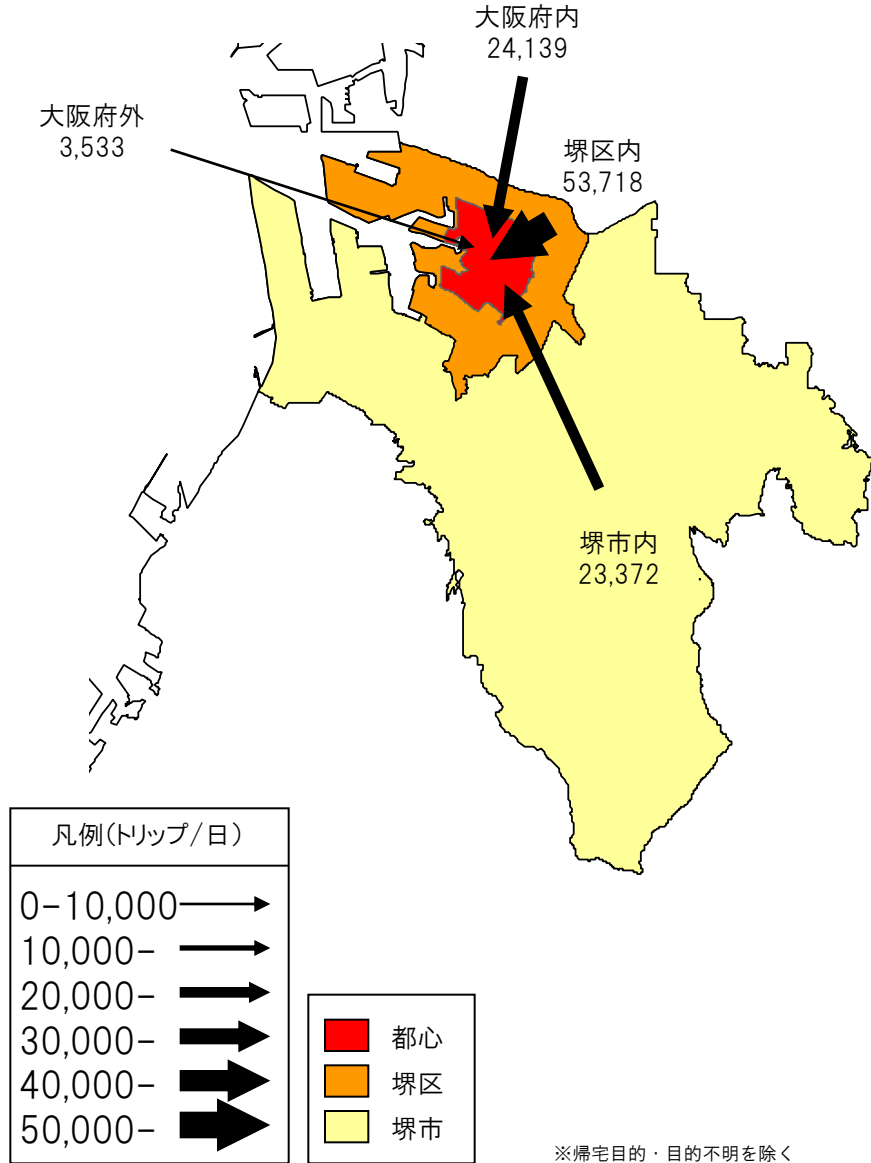 大阪府内
24,139
大阪府外
3,533
堺区内
53,718
堺市内
23,372
凡例(トリップ/日)
0-10,000
10,000-
20,000-
30,000-
40,000-
50,000-
都心
堺区
堺市
※帰宅目的・目的不明を除く